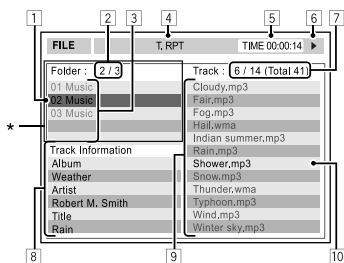 1 2 3 4 5 6 7
FILE T. RPT TIME 00:00:14
Folder : 2 / 3 Track : 6 / 14 (Total 41)
01 Music
02 Music
03 Music
*
Track Information
Album
Weather
Artist
Robert M. Smith
Title
Rain
Cloudy.mp3
Fair.mp3
Fog.mp3
Hail.wma
Indian summer.mp3
Rain.mp3
Shower.mp3
Snow.mp3
Thunder.wma
Typhoon.mp3
Wind.mp3
Winter sky.mp3
8 9 10